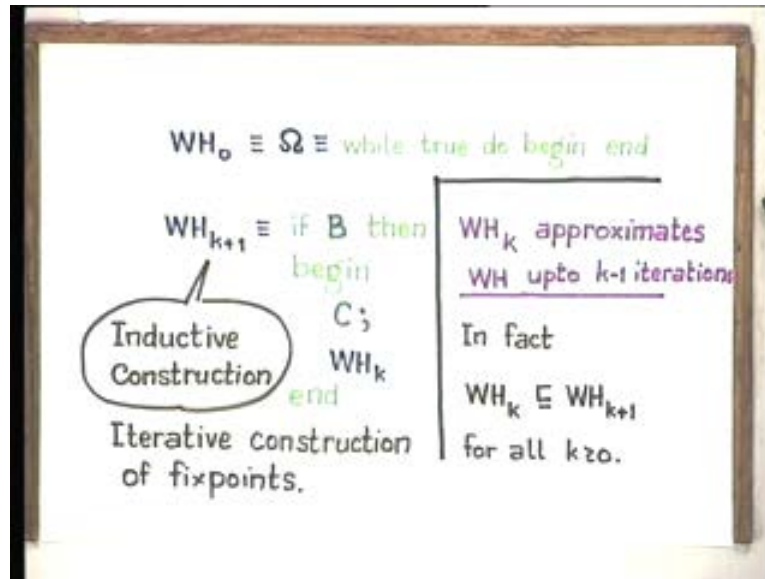 WH₀ ≡ Ω ≡ while true do begin end
WHₖ₊₁ ≡ if B then
begin
C;
WHₖ
end
Inductive
Construction
Iterative construction
of fixpoints.
WHₖ approximates
WH upto k-1 iterations
In fact
WHₖ ⊑ WHₖ₊₁
for all k≥0.